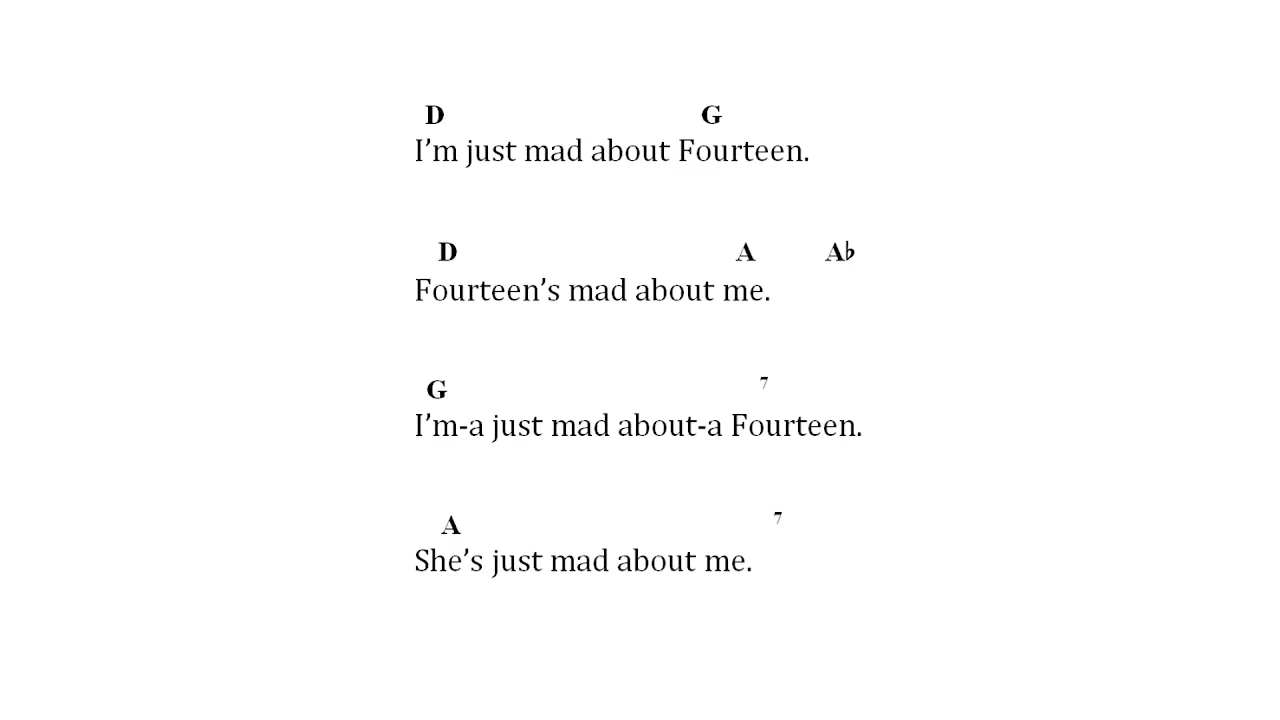 D G
I’m just mad about Fourteen.
D A A♭
Fourteen’s mad about me.
G 7
I’m-a just mad about-a Fourteen.
A 7
She’s just mad about me.